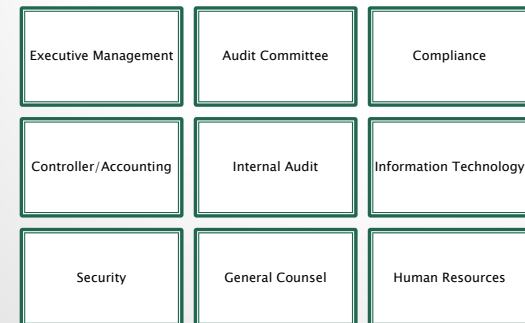 Executive Management
Audit Committee
Compliance
Controller/Accounting
Internal Audit
Information Technology
Security
General Counsel
Human Resources